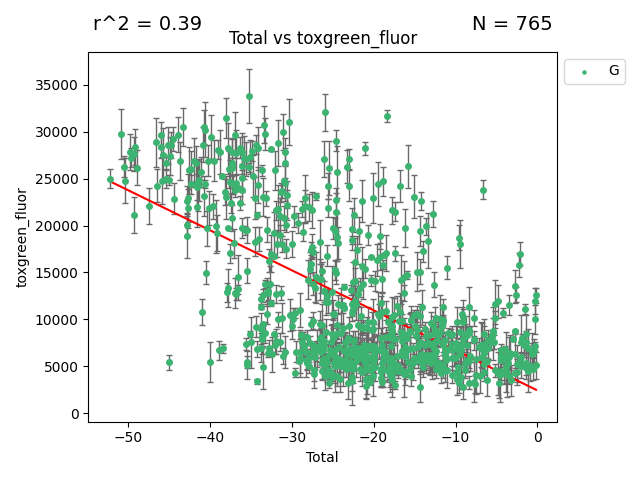 r^2 = 0.39
N = 765
Total vs toxgreen_fluor
G
35000
30000
25000
20000
15000
10000
5000
0
toxgreen_fluor
−50
−40
−30
−20
−10
0
Total